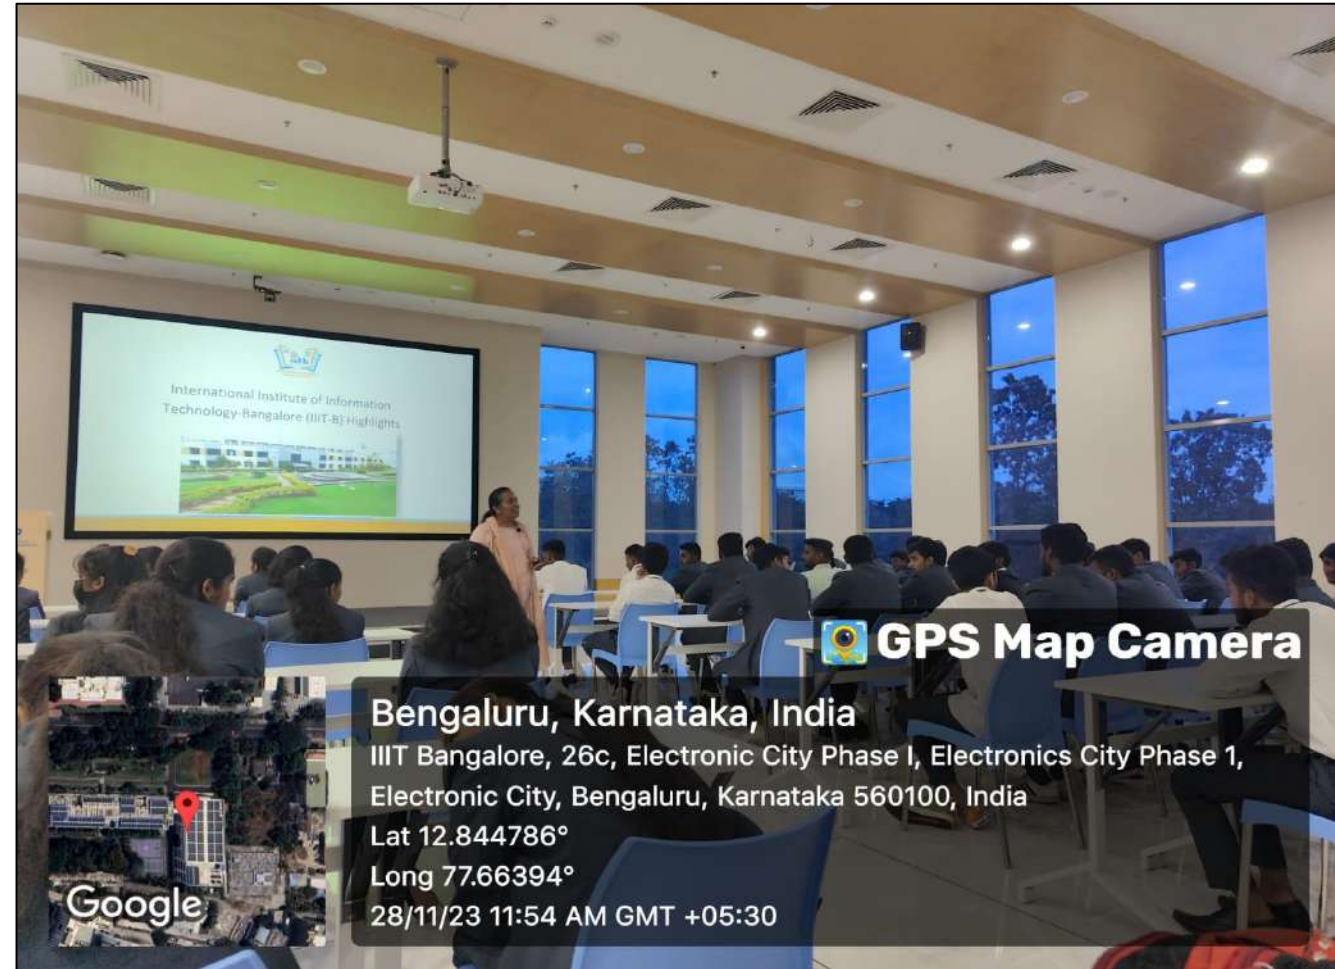 International Institute of Information
Technology-Bangalore (IIIT-B) Highlights
GPS Map Camera
Bengaluru, Karnataka, India
IIIT Bangalore, 26c, Electronic City Phase I, Electronics City Phase 1,
Electronic City, Bengaluru, Karnataka 560100, India
Lat 12.844786°
Long 77.66394°
28/11/23 11:54 AM GMT +05:30
Google